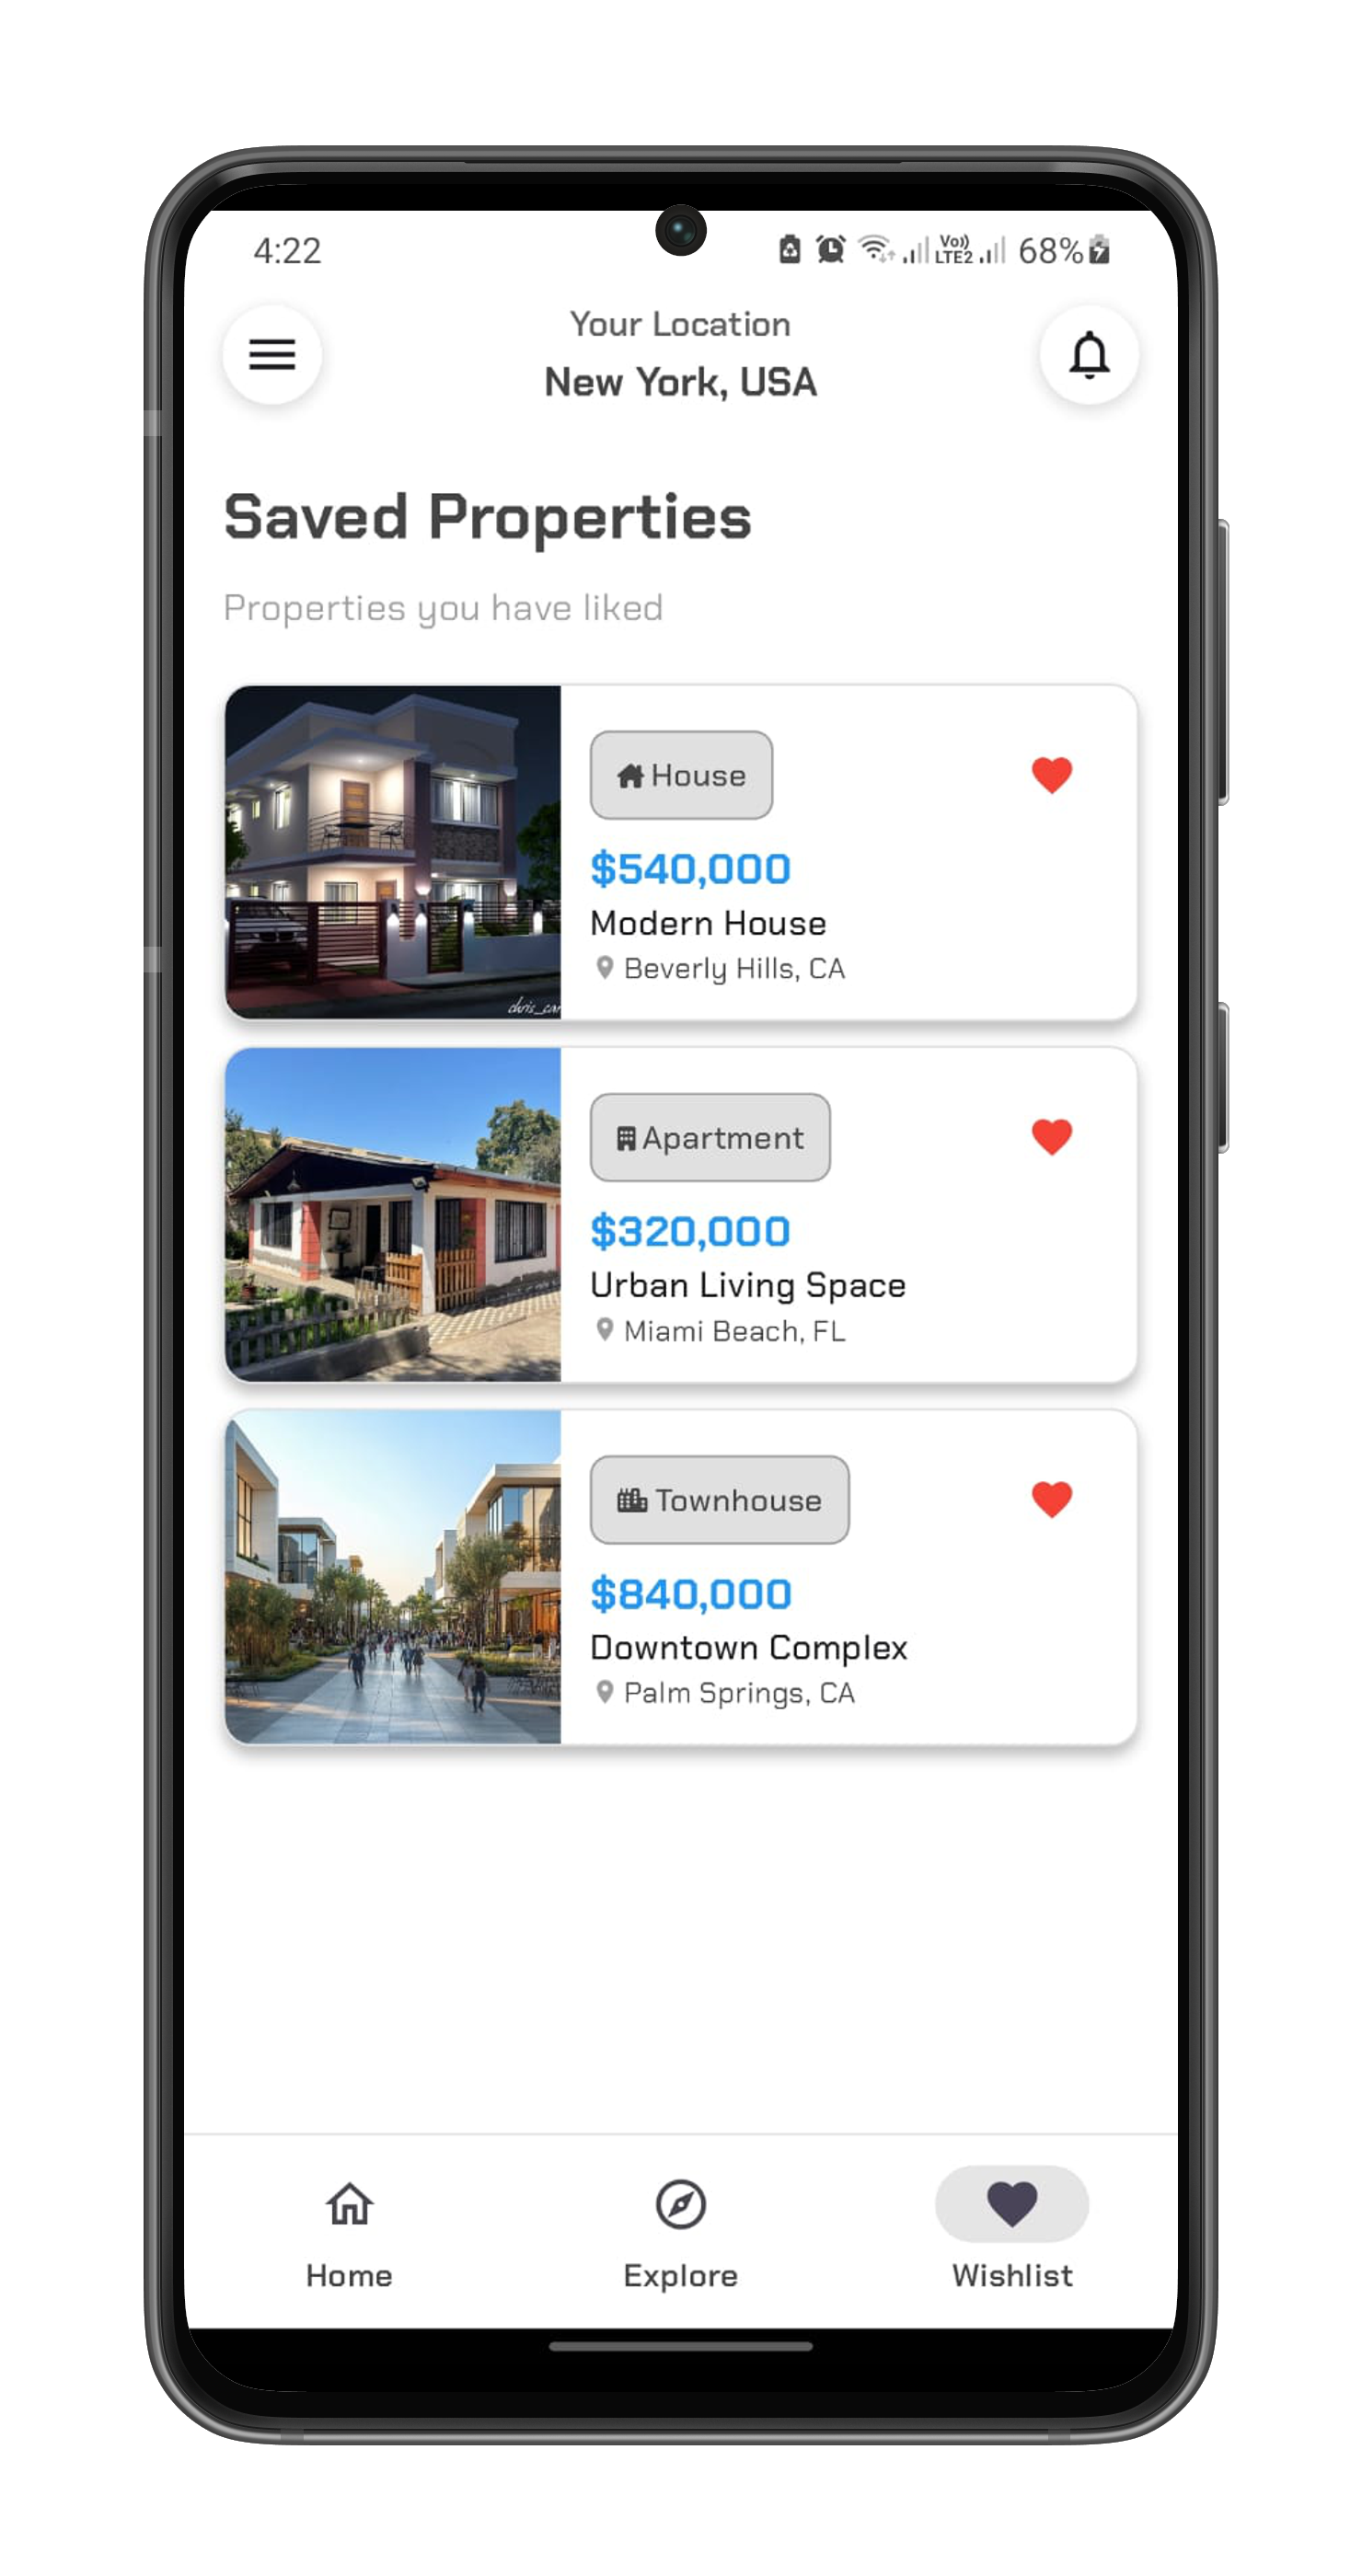 4:22
Vo))
LTE2
68%
Your Location
New York, USA
Saved Properties
Properties you have liked
House
$540,000
Modern House
Beverly Hills, CA
Apartment
$320,000
Urban Living Space
Miami Beach, FL
Townhouse
$840,000
Downtown Complex
Palm Springs, CA
Home
Explore
Wishlist